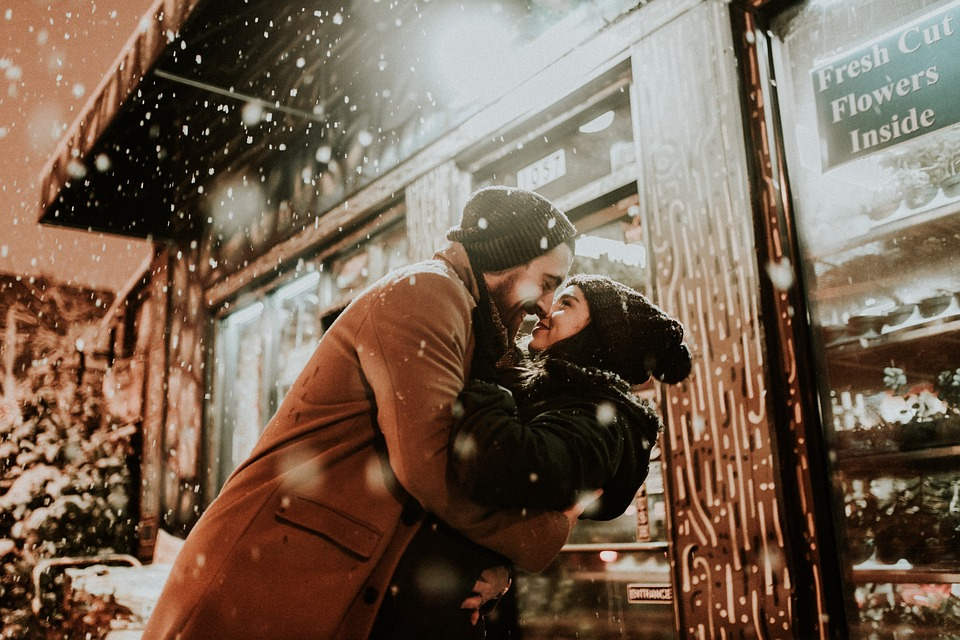 1057
Fresh Cut
Flowers
Inside
ENTRANCE